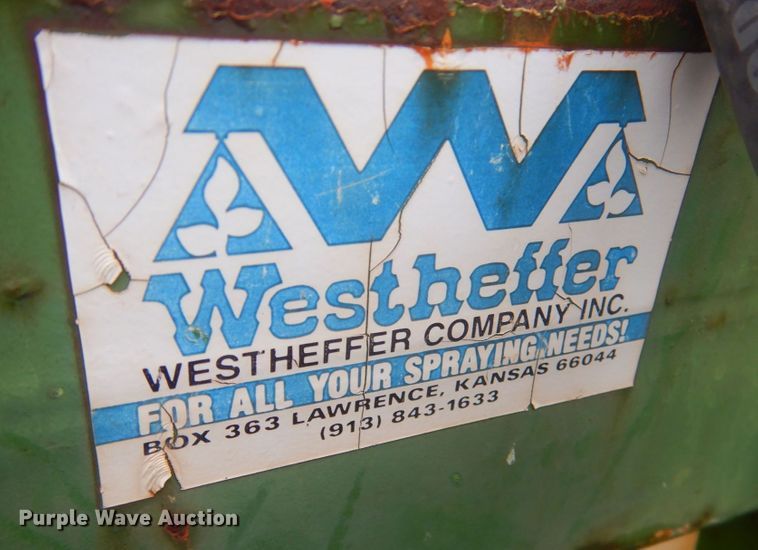 Westheffer
WESTHEFFER COMPANY INC.
FOR ALL YOUR SPRAYING NEEDS!
BOX 363 LAWRENCE, KANSAS 66044
(913) 843-1633
Purple Wave Auction